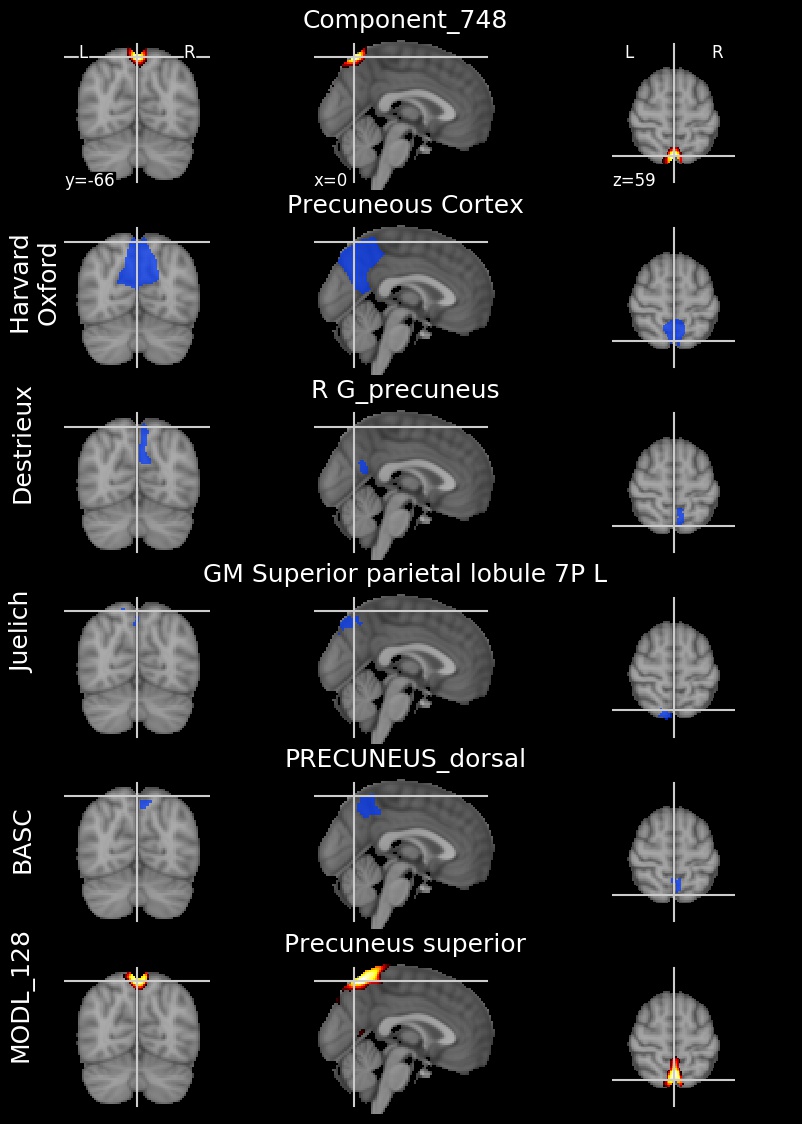 Component_748
L R
L R
y=-66
x=0
z=59
Precuneous Cortex
Harvard
Oxford
R G_precuneus
Destrieux
GM Superior parietal lobule 7P L
Juelich
PRECUNEUS_dorsal
BASC
Precuneus superior
MODL_128